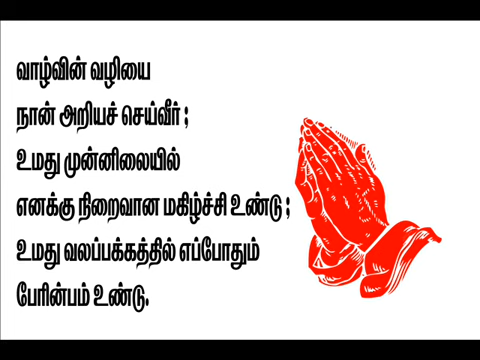 வாழ்வின் வழியை
நான் அறியச் செய்வீர் ;
உமது முன்னிலையில்
எனக்கு நிறைவான மகிழ்ச்சி உண்டு ;
உமது வலப்பக்கத்தில் எப்போதும்
பேரின்பம் உண்டு.